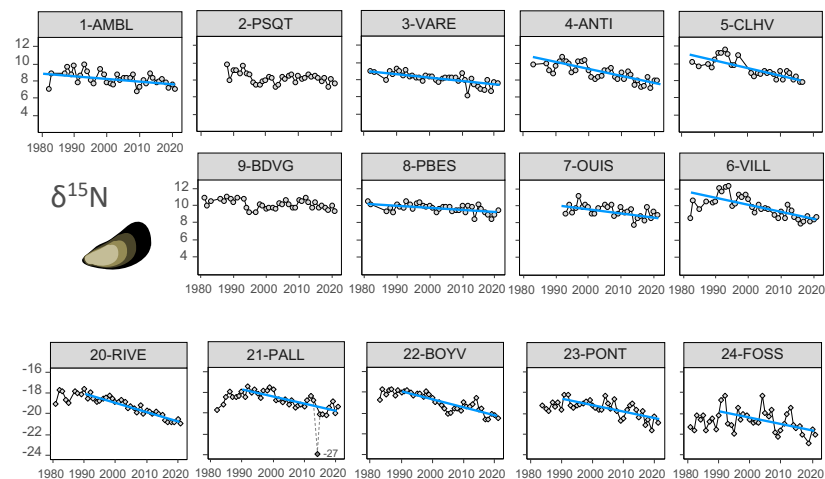 1-AMBL 2-PSQT 3-VARE 4-ANTI 5-CLHV
12
10
8
6
4
1980 1990 2000 2010 2020
9-BDVG 8-PBES 7-OUIS 6-VILL
δ¹⁵N
12
10
8
6
4
1980 1990 2000 2010 2020 1980 1990 2000 2010 2020 1980 1990 2000 2010 2020 1980 1990 2000 2010 2020
20-RIVE 21-PALL 22-BOYV 23-PONT 24-FOSS
-16
-18
-20
-22
-24
-27
1980 1990 2000 2010 2020 1980 1990 2000 2010 2020 1980 1990 2000 2010 2020 1980 1990 2000 2010 2020 1980 1990 2000 2010 2020